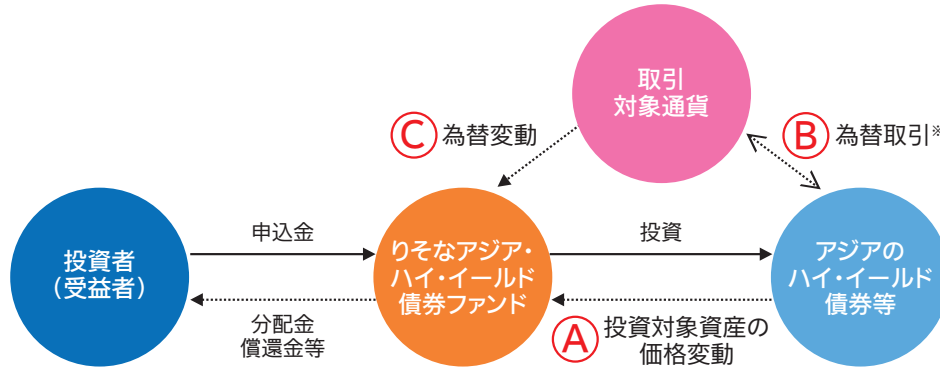 取引
対象通貨
Ⓒ 為替変動
Ⓑ 為替取引※
投資者
（受益者）
申込金
りそなアジア・
ハイ・イールド
債券ファンド
投資
アジアの
ハイ・イールド
債券等
分配金
償還金等
Ⓐ 投資対象資産の
価格変動